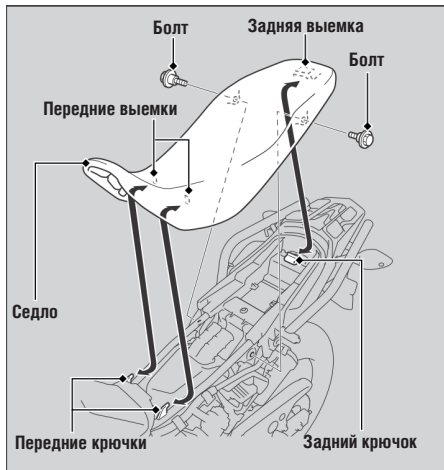 Болт
Задняя выемка
Болт
Передние выемки
Седло
Передние крючки
Задний крючок